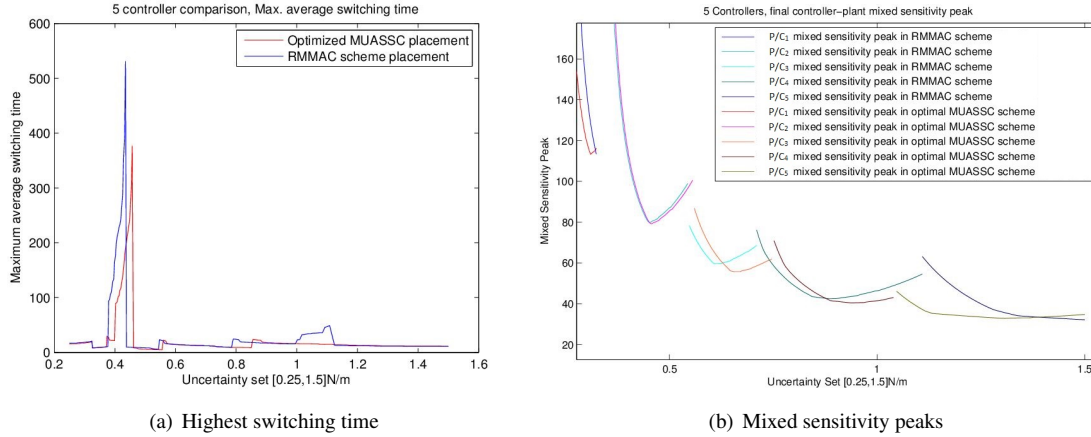 5 controller comparison, Max. average switching time
600
500
400
300
200
100
0
0.2
0.4
0.6
0.8
1.0
1.2
1.4
1.6
Maximum average switching time
Uncertainty set [0.25,1.5]N/m
Optimized MUASSC placement
RMMAC scheme placement
(a) Highest switching time
5 Controllers, final controller-plant mixed sensitivity peak
160
140
120
100
80
60
40
20
0.5
1
1.5
Mixed Sensitivity Peak
Uncertainty Set [0.25,1.5]N/m
P/C₁ mixed sensitivity peak in RMMAC scheme
P/C₂ mixed sensitivity peak in RMMAC scheme
P/C₃ mixed sensitivity peak in RMMAC scheme
P/C₄ mixed sensitivity peak in RMMAC scheme
P/C₅ mixed sensitivity peak in RMMAC scheme
P/C₁ mixed sensitivity peak in optimal MUASSC scheme
P/C₂ mixed sensitivity peak in optimal MUASSC scheme
P/C₃ mixed sensitivity peak in optimal MUASSC scheme
P/C₄ mixed sensitivity peak in optimal MUASSC scheme
P/C₅ mixed sensitivity peak in optimal MUASSC scheme
(b) Mixed sensitivity peaks